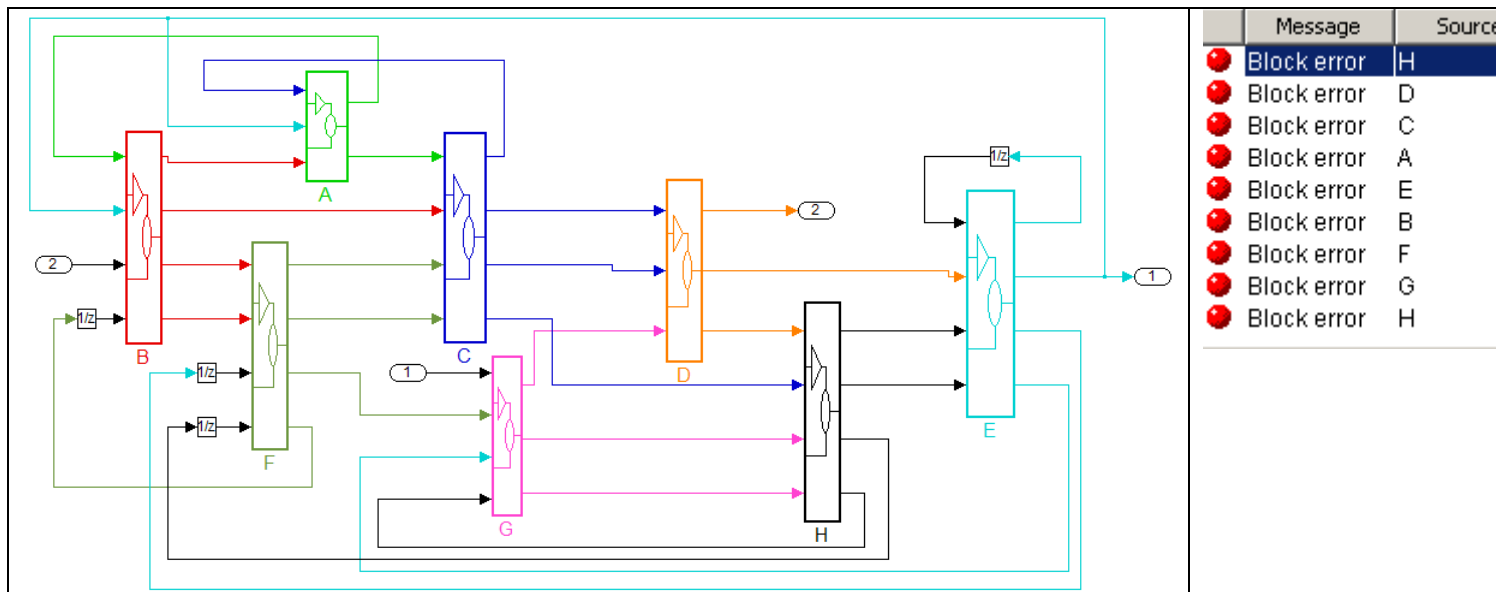 A
1/z
B
2
2
1/z
1
C
D
1
1/z
E
1/z
F
G
H
Message Source
Block error H
Block error D
Block error C
Block error A
Block error E
Block error B
Block error F
Block error G
Block error H